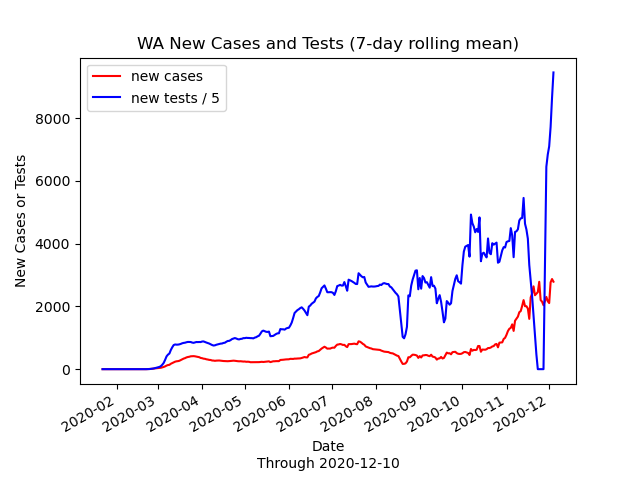 WA New Cases and Tests (7-day rolling mean)
new cases
new tests / 5
New Cases or Tests
8000
6000
4000
2000
0
2020-02
2020-03
2020-04
2020-05
2020-06
2020-07
2020-08
2020-09
2020-10
2020-11
2020-12
Date
Through 2020-12-10